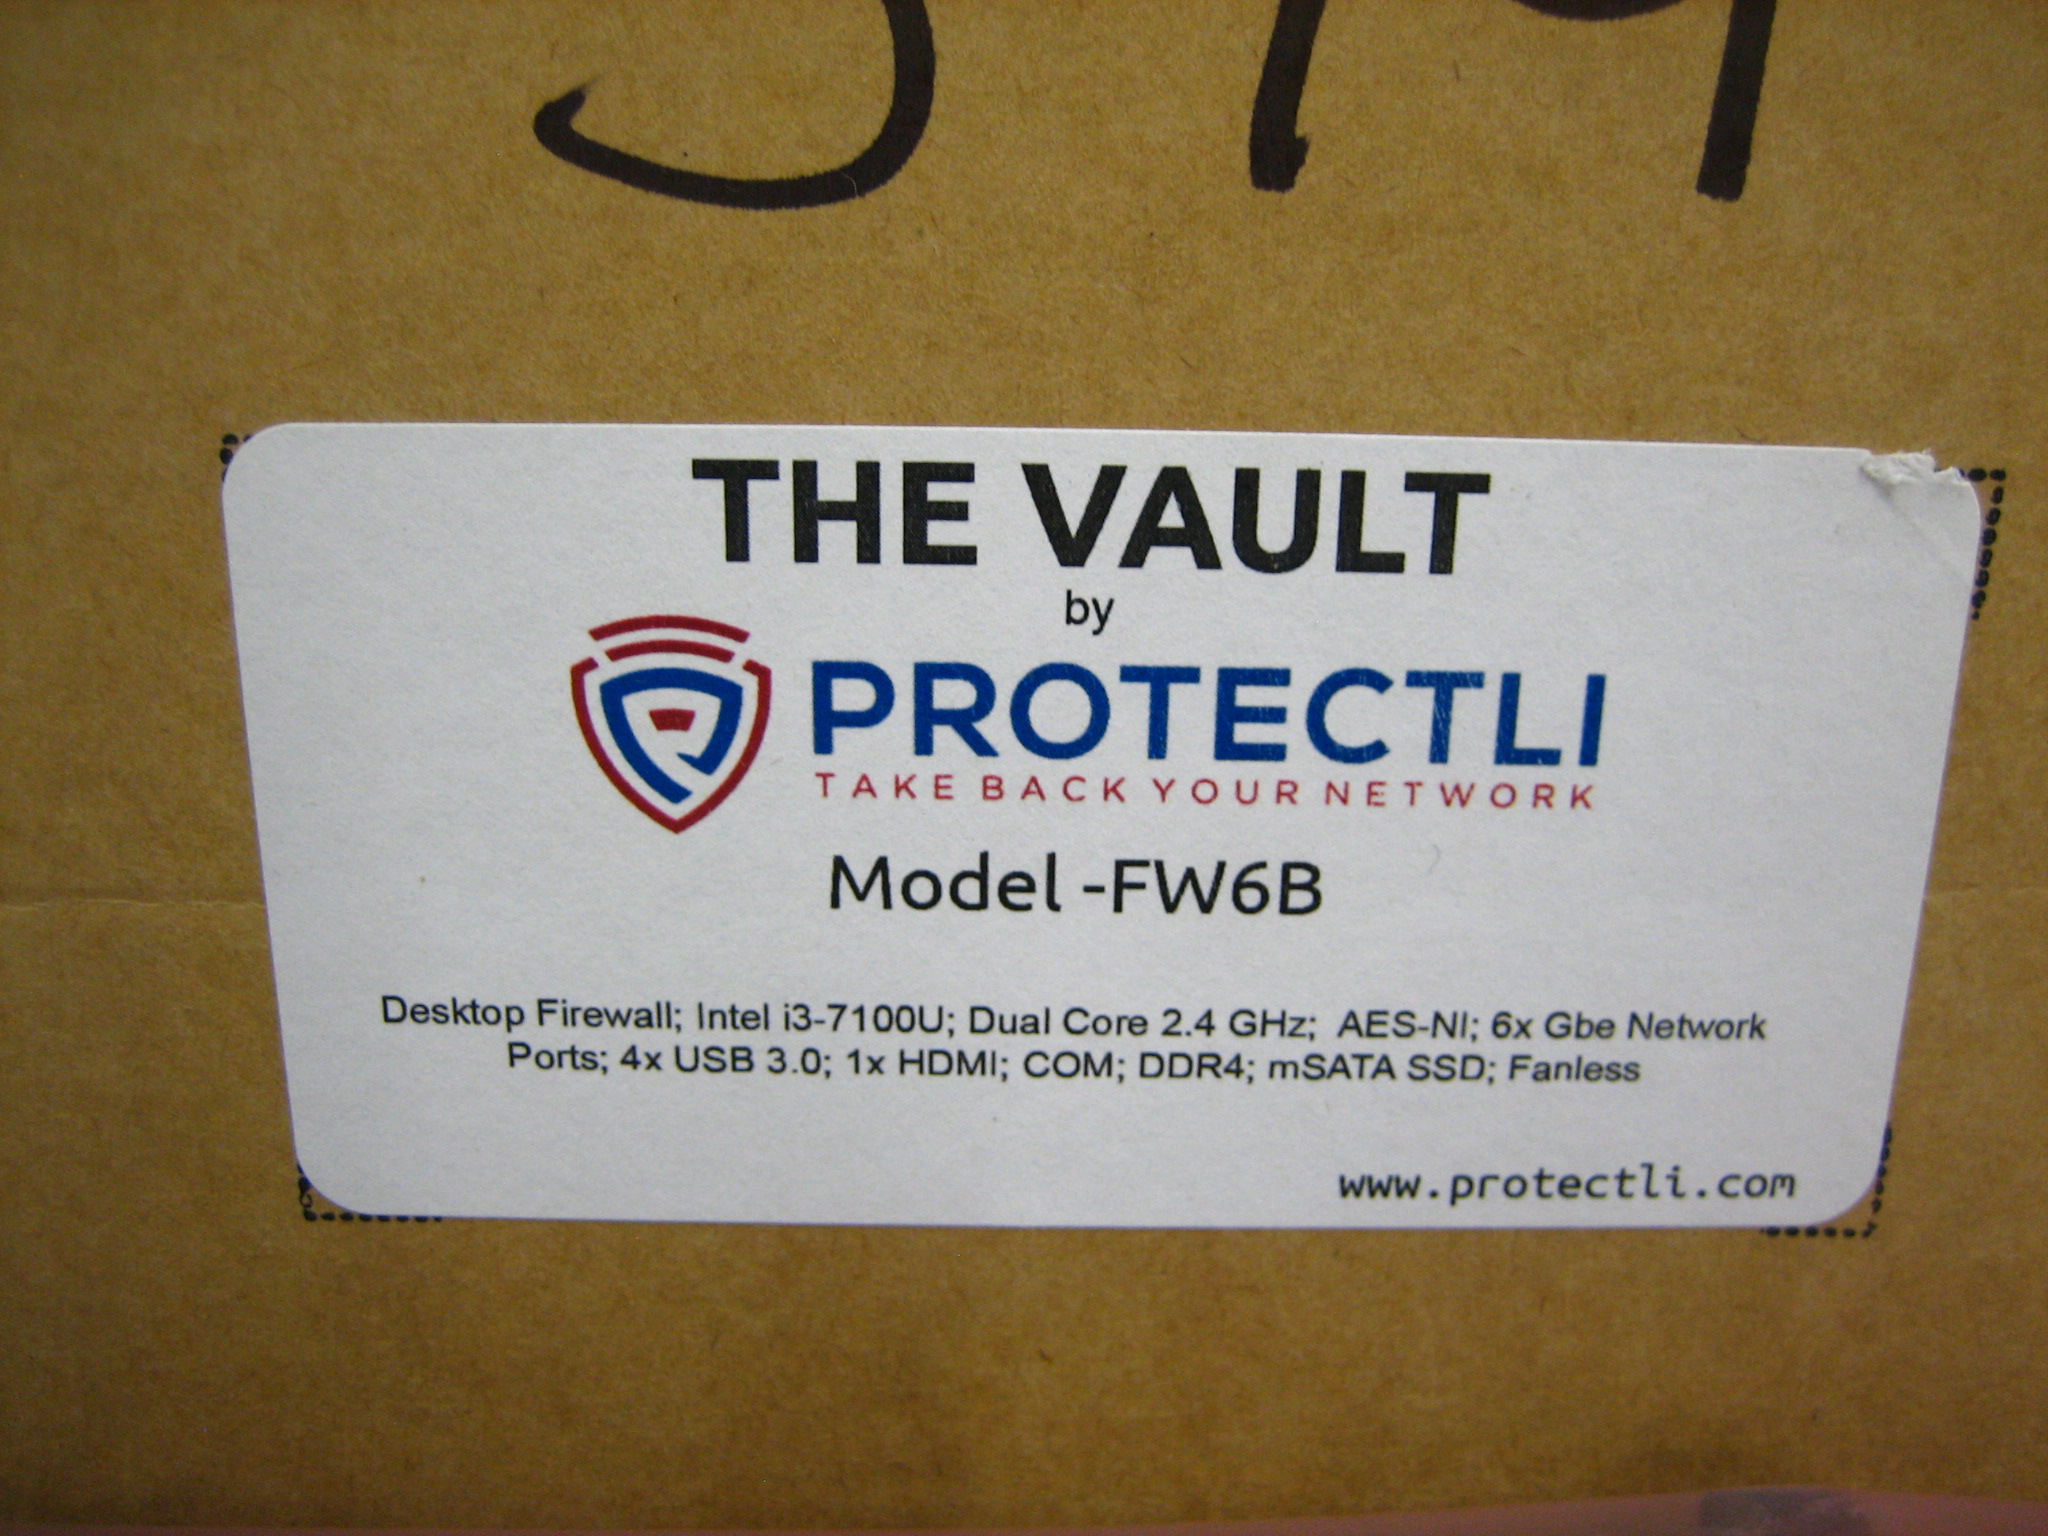 THE VAULT
by
PROTECTLI
TAKE BACK YOUR NETWORK
Model -FW6B
Desktop Firewall; Intel i3-7100U; Dual Core 2.4 GHz;  AES-NI; 6x Gbe Network
Ports; 4x USB 3.0; 1x HDMI; COM; DDR4; mSATA SSD; Fanless
www.protectli.com